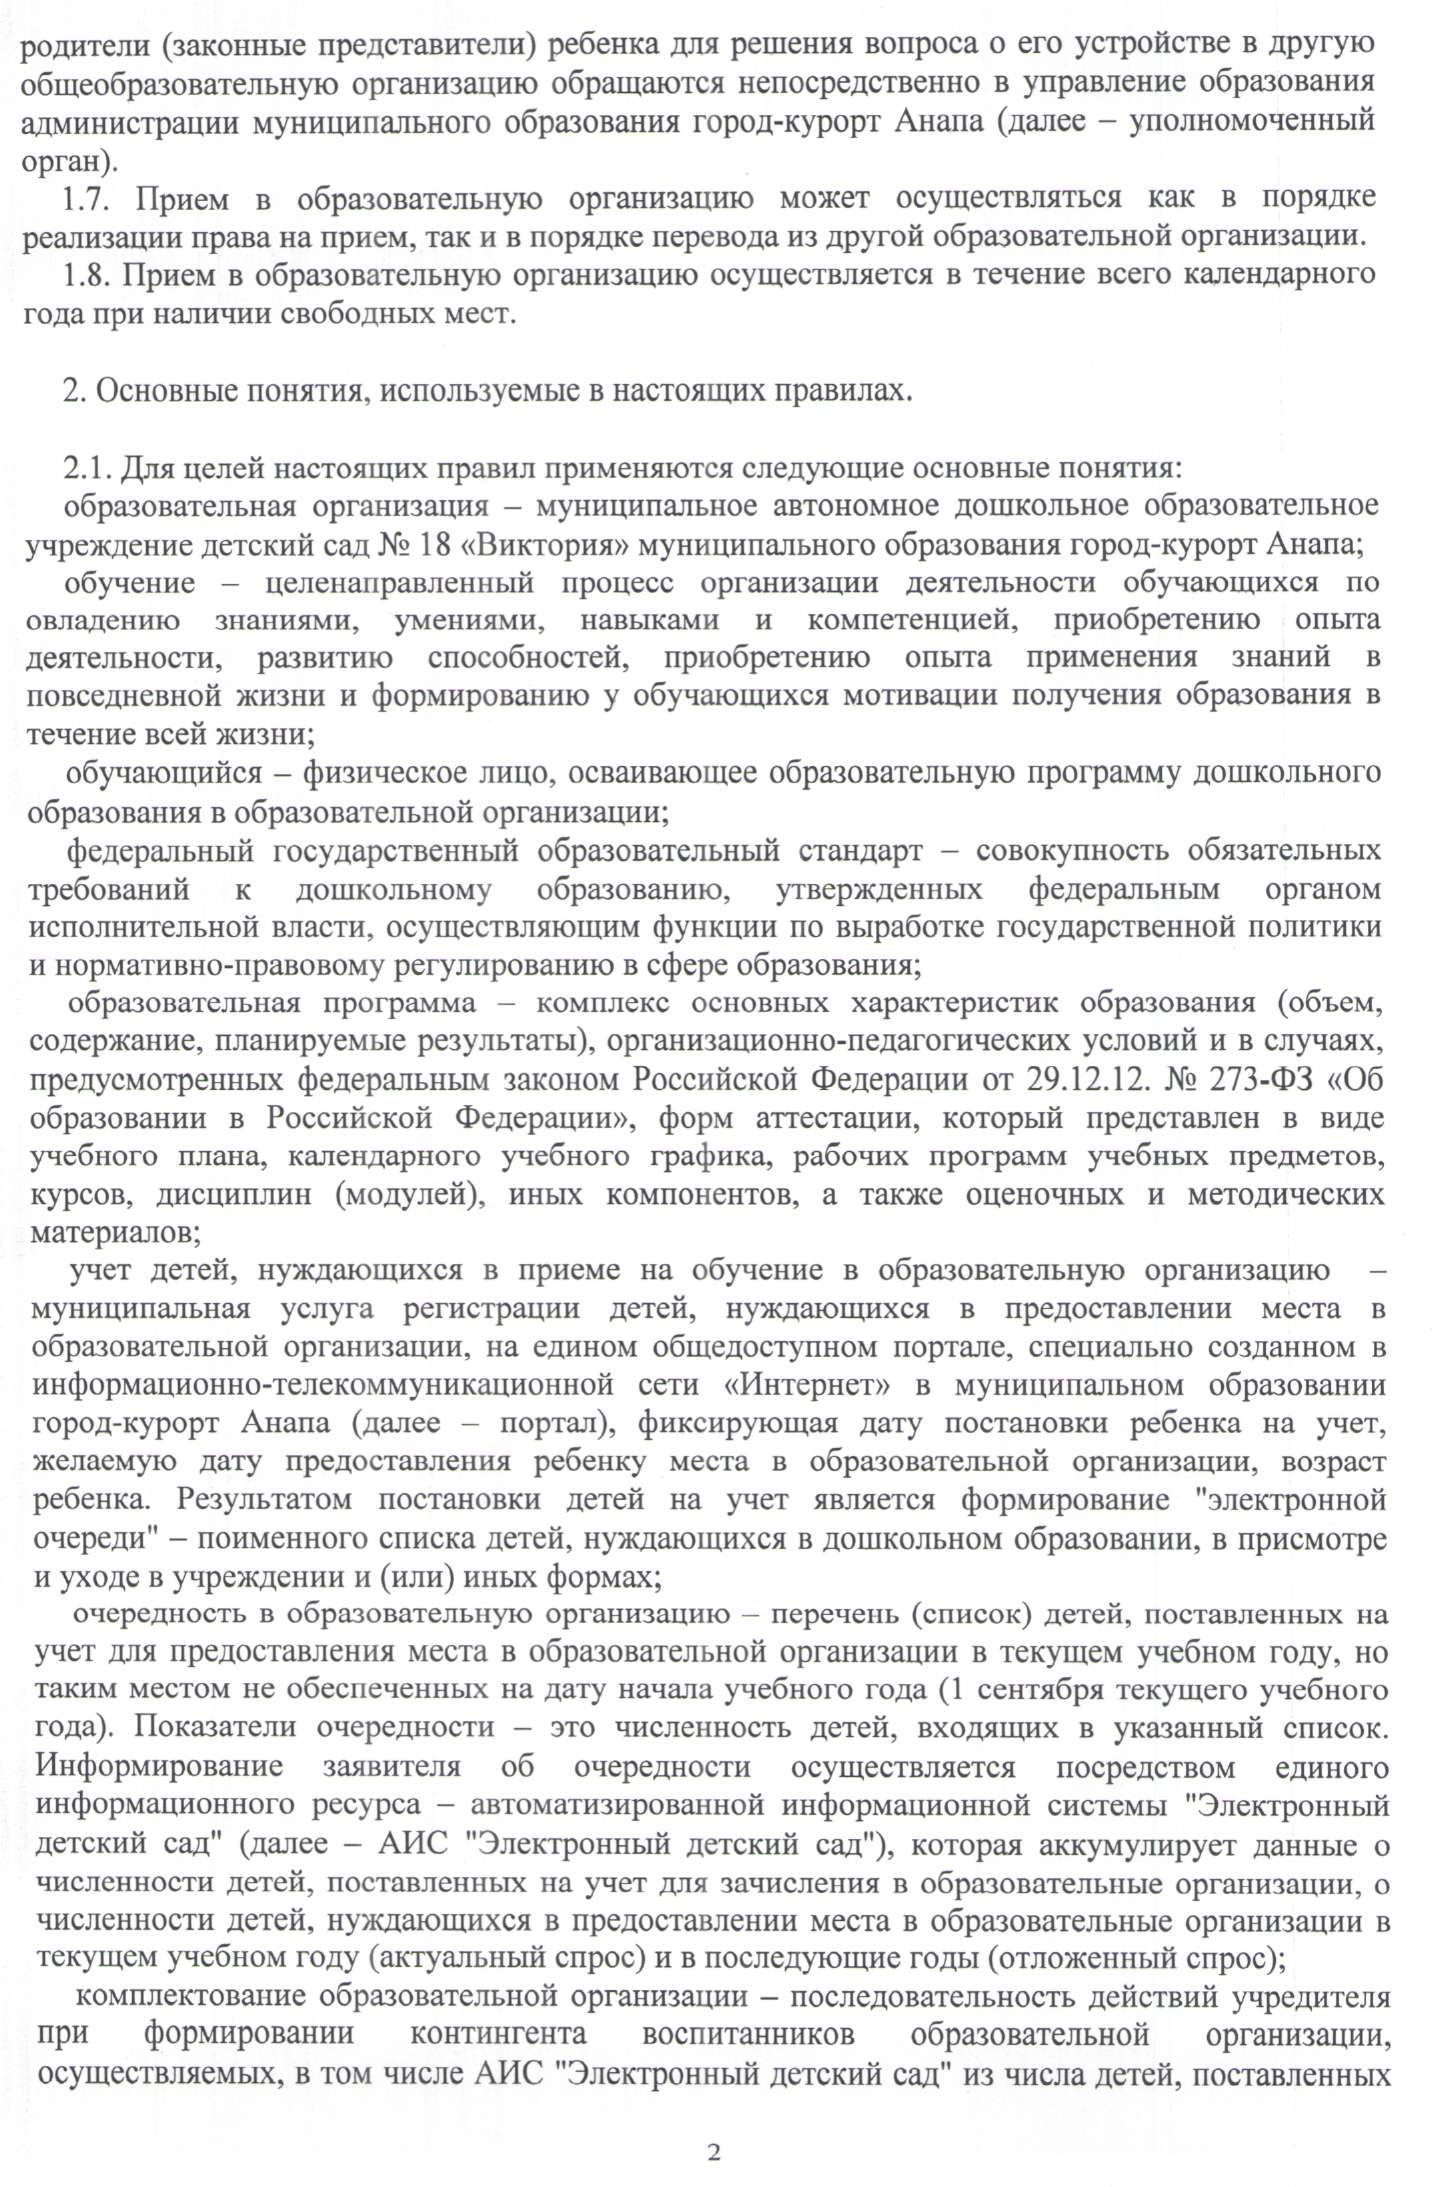 родители (законные представители) ребенка для решения вопроса о его устройстве в другую
общеобразовательную организацию обращаются непосредственно в управление образования
администрации муниципального образования город-курорт Анапа (далее – уполномоченный
орган).
1.7. Прием в образовательную организацию может осуществляться как в порядке
реализации права на прием, так и в порядке перевода из другой образовательной организации.
1.8. Прием в образовательную организацию осуществляется в течение всего календарного
года при наличии свободных мест.
2. Основные понятия, используемые в настоящих правилах.
2.1. Для целей настоящих правил применяются следующие основные понятия:
образовательная организация – муниципальное автономное дошкольное образовательное
учреждение детский сад № 18 «Виктория» муниципального образования город-курорт Анапа;
обучение – целенаправленный процесс организации деятельности обучающихся по
овладению знаниями, умениями, навыками и компетенцией, приобретению опыта
деятельности, развитию способностей, приобретению опыта применения знаний в
повседневной жизни и формированию у обучающихся мотивации получения образования в
течение всей жизни;
обучающийся – физическое лицо, осваивающее образовательную программу дошкольного
образования в образовательной организации;
федеральный государственный образовательный стандарт – совокупность обязательных
требований к дошкольному образованию, утвержденных федеральным органом
исполнительной власти, осуществляющим функции по выработке государственной политики
и нормативно-правовому регулированию в сфере образования;
образовательная программа – комплекс основных характеристик образования (объем,
содержание, планируемые результаты), организационно-педагогических условий и в случаях,
предусмотренных федеральным законом Российской Федерации от 29.12.12. № 273-ФЗ «Об
образовании в Российской Федерации», форм аттестации, который представлен в виде
учебного плана, календарного учебного графика, рабочих программ учебных предметов,
курсов, дисциплин (модулей), иных компонентов, а также оценочных и методических
материалов;
учет детей, нуждающихся в приеме на обучение в образовательную организацию –
муниципальная услуга регистрации детей, нуждающихся в предоставлении места в
образовательной организации, на едином общедоступном портале, специально созданном в
информационно-телекоммуникационной сети «Интернет» в муниципальном образовании
город-курорт Анапа (далее – портал), фиксирующая дату постановки ребенка на учет,
желаемую дату предоставления ребенку места в образовательной организации, возраст
ребенка. Результатом постановки детей на учет является формирование "электронной
очереди" – поименного списка детей, нуждающихся в дошкольном образовании, в присмотре
и уходе в учреждении и (или) иных формах;
очередность в образовательную организацию – перечень (список) детей, поставленных на
учет для предоставления места в образовательной организации в текущем учебном году, но
таким местом не обеспеченных на дату начала учебного года (1 сентября текущего учебного
года). Показатели очередности – это численность детей, входящих в указанный список.
Информирование заявителя об очередности осуществляется посредством единого
информационного ресурса – автоматизированной информационной системы "Электронный
детский сад" (далее – АИС "Электронный детский сад"), которая аккумулирует данные о
численности детей, поставленных на учет для зачисления в образовательные организации, о
численности детей, нуждающихся в предоставлении места в образовательные организации в
текущем учебном году (актуальный спрос) и в последующие годы (отложенный спрос);
комплектование образовательной организации – последовательность действий учредителя
при формировании контингента воспитанников образовательной организации,
осуществляемых, в том числе АИС "Электронный детский сад" из числа детей, поставленных
2